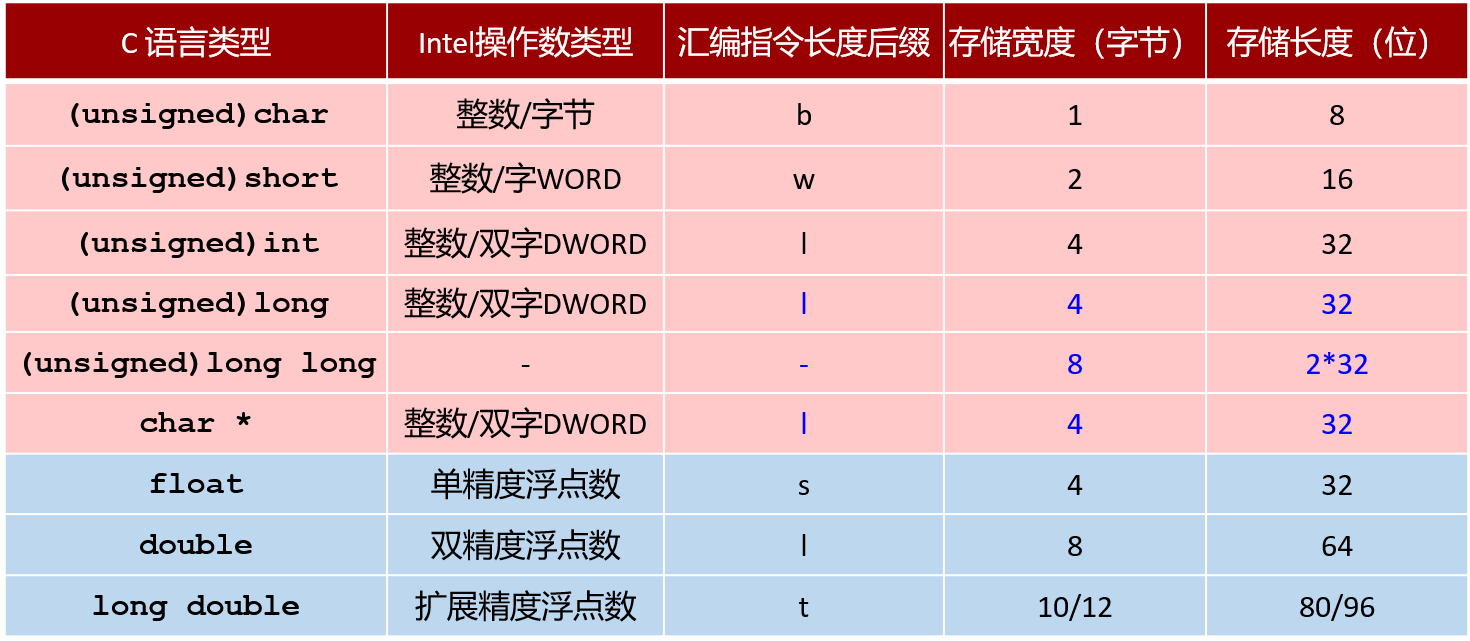 C 语言类型 Intel操作数类型 汇编指令长度后缀 存储宽度（字节） 存储长度（位）
(unsigned)char 整数/字节 b 1 8
(unsigned)short 整数/字WORD w 2 16
(unsigned)int 整数/双字DWORD l 4 32
(unsigned)long 整数/双字DWORD l 4 32
(unsigned)long long - - 8 2*32
char * 整数/双字DWORD l 4 32
float 单精度浮点数 s 4 32
double 双精度浮点数 l 8 64
long double 扩展精度浮点数 t 10/12 80/96